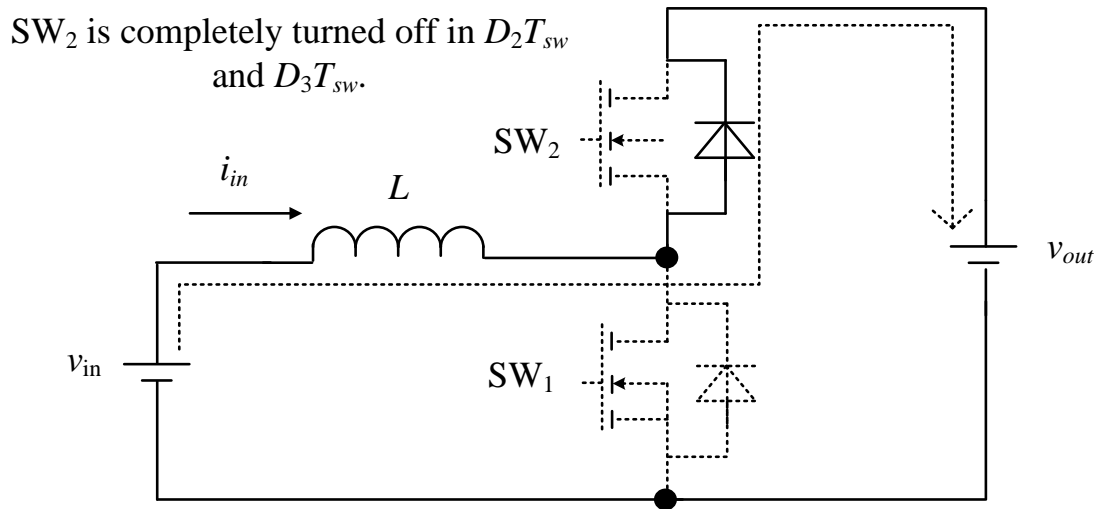 SW₂ is completely turned off in D₂Tsw
and D₃Tsw.
SW₂
iin
L
vout
vin
SW₁